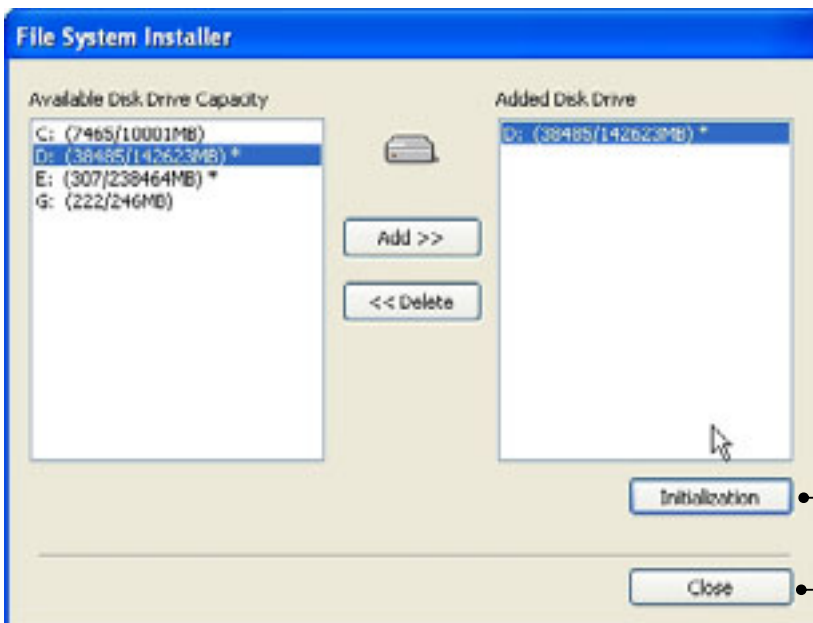 File System Installer
Available Disk Drive Capacity
C: (7465/10001MB)
D: (38485/142623MB) *
E: (307/238464MB) *
G: (222/246MB)
Add >>
<< Delete
Added Disk Drive
D: (38485/142623MB) *
Initialization
Close